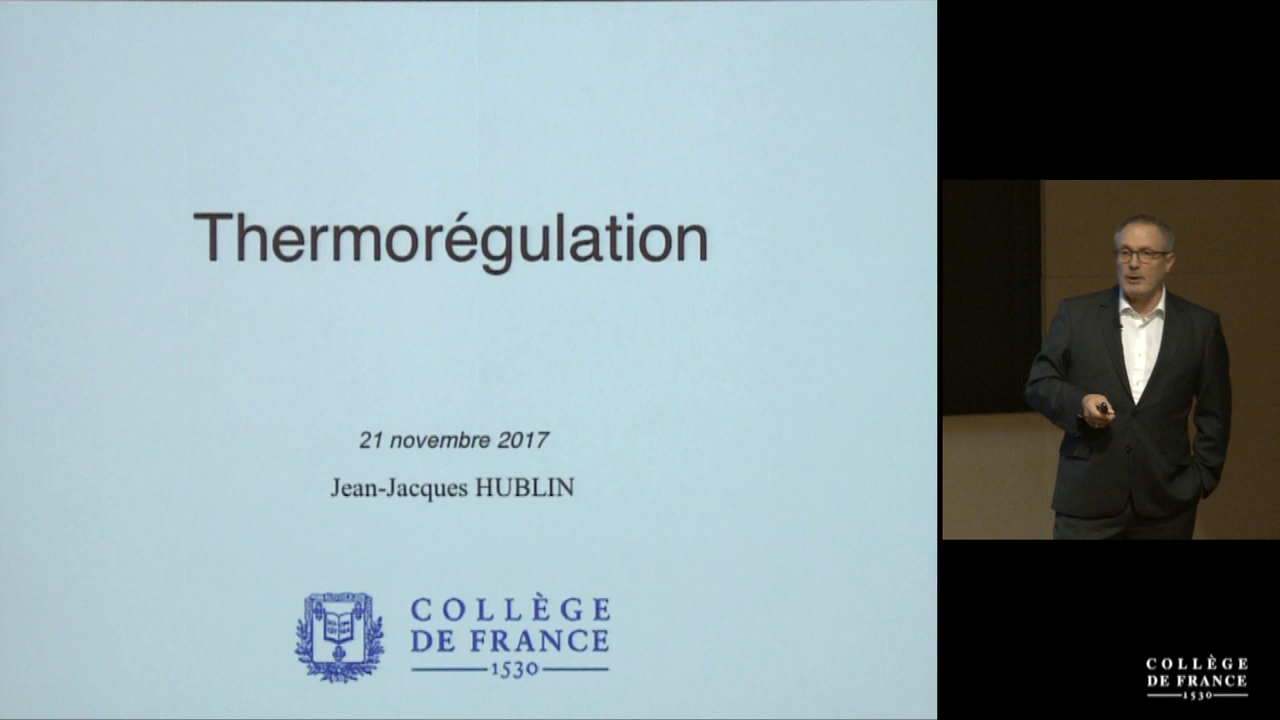 Thermorégulation
21 novembre 2017
Jean-Jacques HUBLIN
COLLÈGE
DE FRANCE
1530
COLLÈGE
DE FRANCE
1530